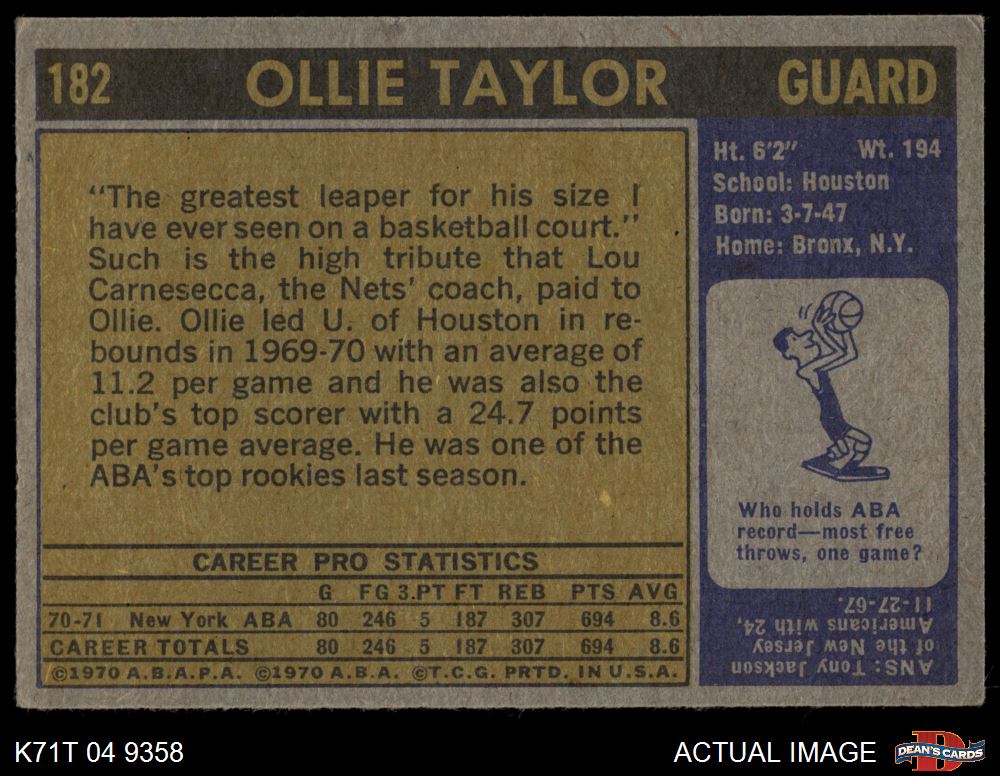 182 OLLIE TAYLOR GUARD
"The greatest leaper for his size I
have ever seen on a basketball court."
Such is the high tribute that Lou
Carnesecca, the Nets' coach, paid to
Ollie. Ollie led U. of Houston in re-
bounds in 1969-70 with an average of
11.2 per game and he was also the
club's top scorer with a 24.7 points
per game average. He was one of the
ABA's top rookies last season.
CAREER PRO STATISTICS
G FG 3.PT FT REB PTS AVG
70-71 New York ABA 80 246 5 187 307 694 8.6
CAREER TOTALS 80 246 5 187 307 694 8.6
©1970 A.B.A.P.A. ©1970 A.B.A. ©T.C.G. PRTD. IN U.S.A.
Ht. 6'2" Wt. 194
School: Houston
Born: 3-7-47
Home: Bronx, N.Y.
Who holds ABA
record—most free
throws, one game?
ANS: Tony Jackson
of the New Jersey
Americans with 24,
11-27-67.
K71T 04 9358
ACTUAL IMAGE
D
DEAN'S CARDS